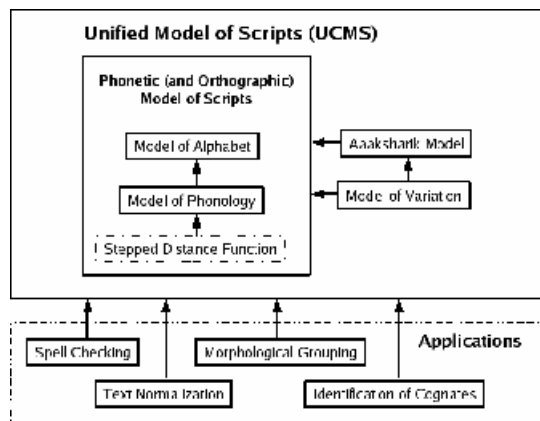 Unified Model of Scripts (UCMS)
Phonetic (and Orthographic)
Model of Scripts
Model of Alphabet
Aaaksharik Model
Model of Phonology
Model of Variation
Stepped Distance Function
Applications
Spell Checking
Morphological Grouping
Text Normalization
Identification of Cognates